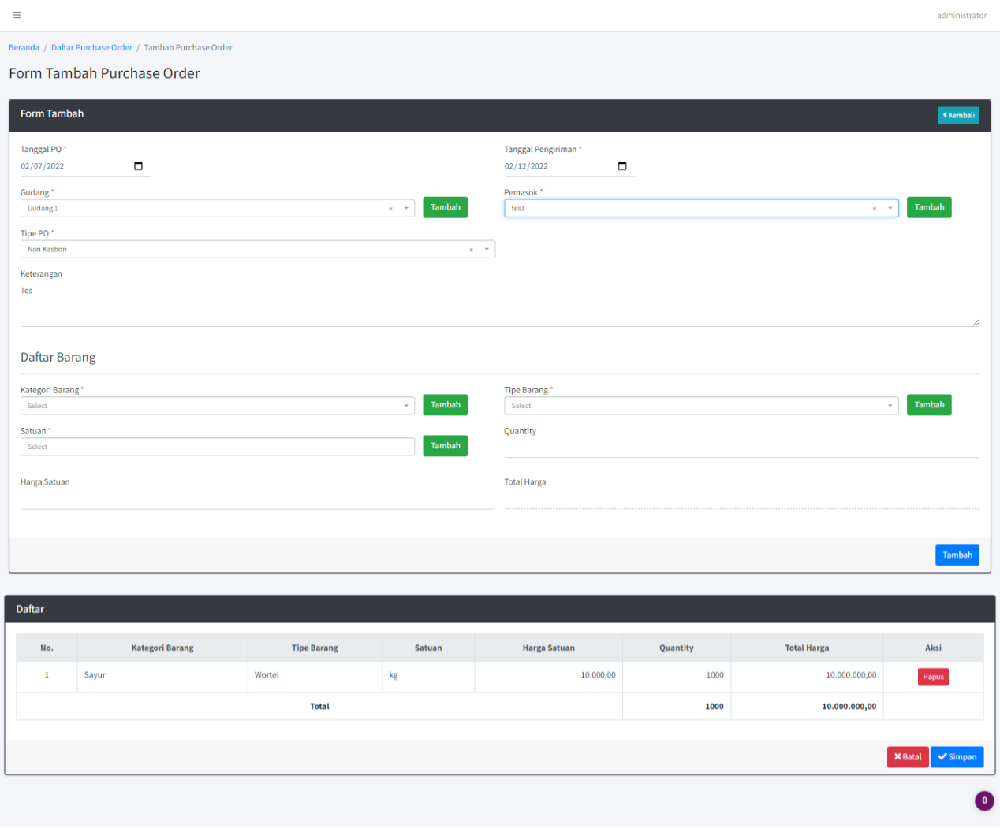 administrator
Beranda / Daftar Purchase Order / Tambah Purchase Order
Form Tambah Purchase Order
Form Tambah
Kembali
Tanggal PO *
Tanggal Pengiriman *
02/07/2022
02/12/2022
Gudang *
Pemasok *
Gudang 1 × Tambah
tes1 × Tambah
Tipe PO *
Non Kasbon ×
Keterangan
Tes
Daftar Barang
Kategori Barang *
Tipe Barang *
Select Tambah
Select Tambah
Satuan *
Quantity
Select Tambah
Harga Satuan
Total Harga
Tambah
Daftar
No. Kategori Barang Tipe Barang Satuan Harga Satuan Quantity Total Harga Aksi
1 Sayur Wortel kg 10.000,00 1000 10.000.000,00 Hapus
Total 1000 10.000.000,00
Batal Simpan
0